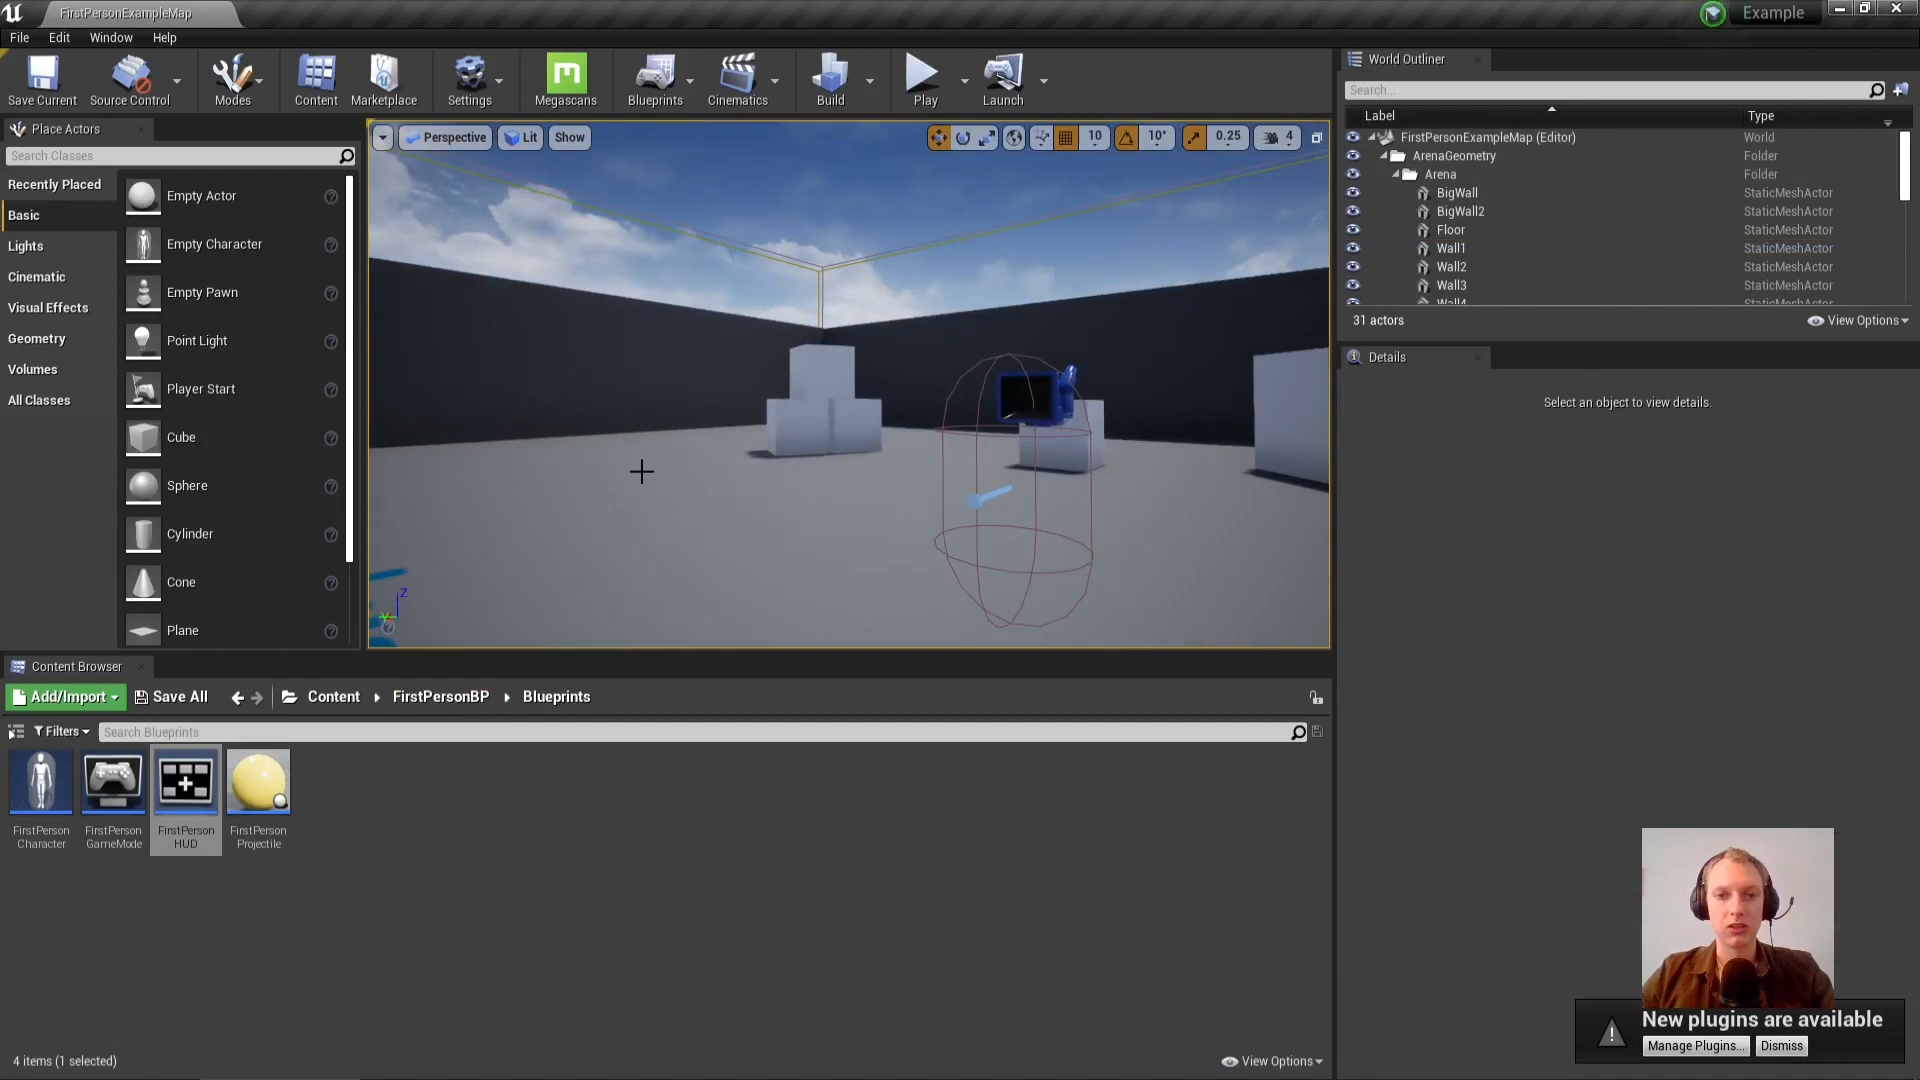 FirstPersonExampleMap
Example
File Edit Window Help
Save Current
Source Control
Modes
Content
Marketplace
Settings
Megascans
Blueprints
Cinematics
Build
Play
Launch
Place Actors
Search Classes
Recently Placed
Basic
Lights
Cinematic
Visual Effects
Geometry
Volumes
All Classes
Empty Actor
Empty Character
Empty Pawn
Point Light
Player Start
Cube
Sphere
Cylinder
Cone
Plane
Perspective
Lit
Show
10
10°
0.25
4
Z
Y
World Outliner
Search...
Label Type
FirstPersonExampleMap (Editor) World
ArenaGeometry Folder
Arena Folder
BigWall StaticMeshActor
BigWall2 StaticMeshActor
Floor StaticMeshActor
Wall1 StaticMeshActor
Wall2 StaticMeshActor
Wall3 StaticMeshActor
Wall4 StaticMeshActor
31 actors
View Options
Details
Select an object to view details.
Content Browser
Add/Import
Save All
Content
FirstPersonBP
Blueprints
Filters
Search Blueprints
FirstPerson
Character
FirstPerson
GameMode
FirstPerson
HUD
FirstPerson
Projectile
4 items (1 selected)
View Options
New plugins are available
Manage Plugins...
Dismiss